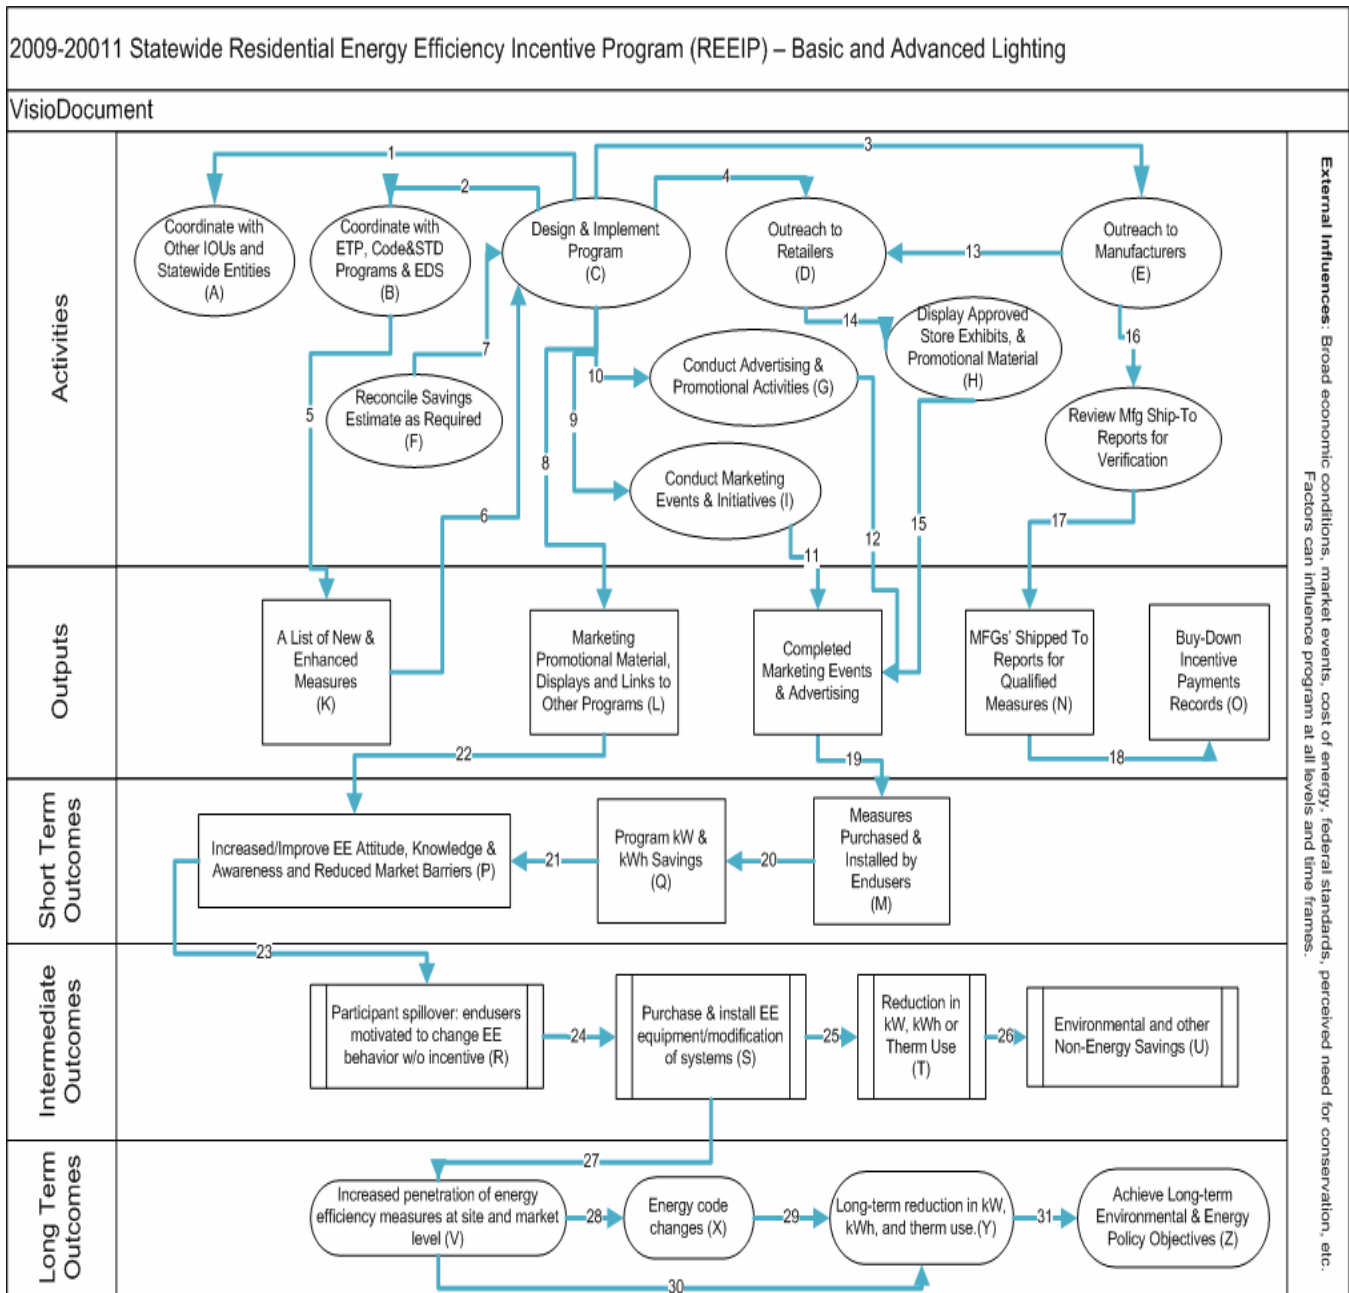 2009-20011 Statewide Residential Energy Efficiency Incentive Program (REEIP) – Basic and Advanced Lighting
VisioDocument
Activities
1
2
3
4
Coordinate with
Other IOUs and
Statewide Entities
(A)
Coordinate with
ETP, Code&STD
Programs & EDS
(B)
Design & Implement
Program
(C)
Outreach to
Retailers
(D)
13
Outreach to
Manufacturers
(E)
5
7
Reconcile Savings
Estimate as Required
(F)
6
8
9
10
Conduct Advertising &
Promotional Activities (G)
14
Display Approved
Store Exhibits, &
Promotional Material
(H)
16
Review Mfg Ship-To
Reports for
Verification
Conduct Marketing
Events & Initiatives (I)
11
12
15
17
Outputs
A List of New &
Enhanced
Measures
(K)
Marketing
Promotional Material,
Displays and Links to
Other Programs (L)
Completed
Marketing Events
& Advertising
MFGs' Shipped To
Reports for
Qualified
Measures (N)
Buy-Down
Incentive
Payments
Records (O)
22
19
18
Short Term
Outcomes
Increased/Improve EE Attitude, Knowledge &
Awareness and Reduced Market Barriers (P)
21
Program kW &
kWh Savings
(Q)
20
Measures
Purchased &
Installed by
Endusers
(M)
23
Intermediate
Outcomes
Participant spillover: endusers
motivated to change EE
behavior w/o incentive (R)
24
Purchase & install EE
equipment/modification
of systems (S)
25
Reduction in
kW, kWh or
Therm Use
(T)
26
Environmental and other
Non-Energy Savings (U)
27
Long Term
Outcomes
Increased penetration of energy
efficiency measures at site and market
level (V)
28
Energy code
changes (X)
29
Long-term reduction in kW,
kWh, and therm use.(Y)
31
Achieve Long-term
Environmental & Energy
Policy Objectives (Z)
30
External Influences: Broad economic conditions, market events, cost of energy, federal standards, perceived need for conservation, etc.
Factors can influence program at all levels and time frames.